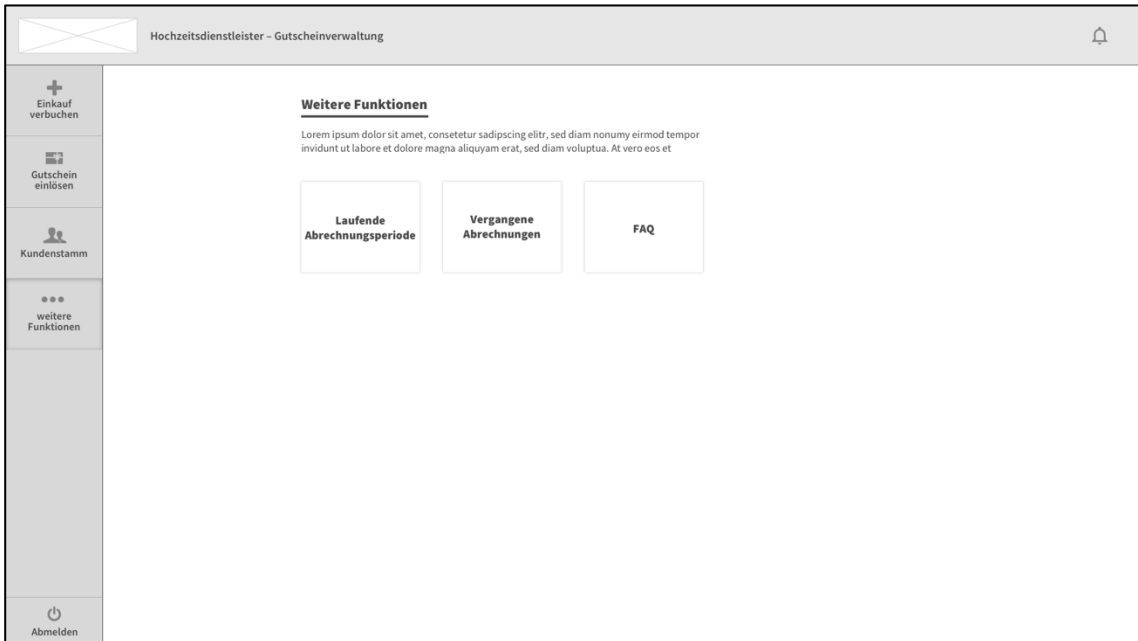 Hochzeitsdienstleister – Gutscheinverwaltung
Einkauf
verbuchen
Gutschein
einlösen
Kundenstamm
weitere
Funktionen
Abmelden
Weitere Funktionen
Lorem ipsum dolor sit amet, consetetur sadipscing elitr, sed diam nonumy eirmod tempor
invidunt ut labore et dolore magna aliquyam erat, sed diam voluptua. At vero eos et
Laufende
Abrechnungsperiode
Vergangene
Abrechnungen
FAQ